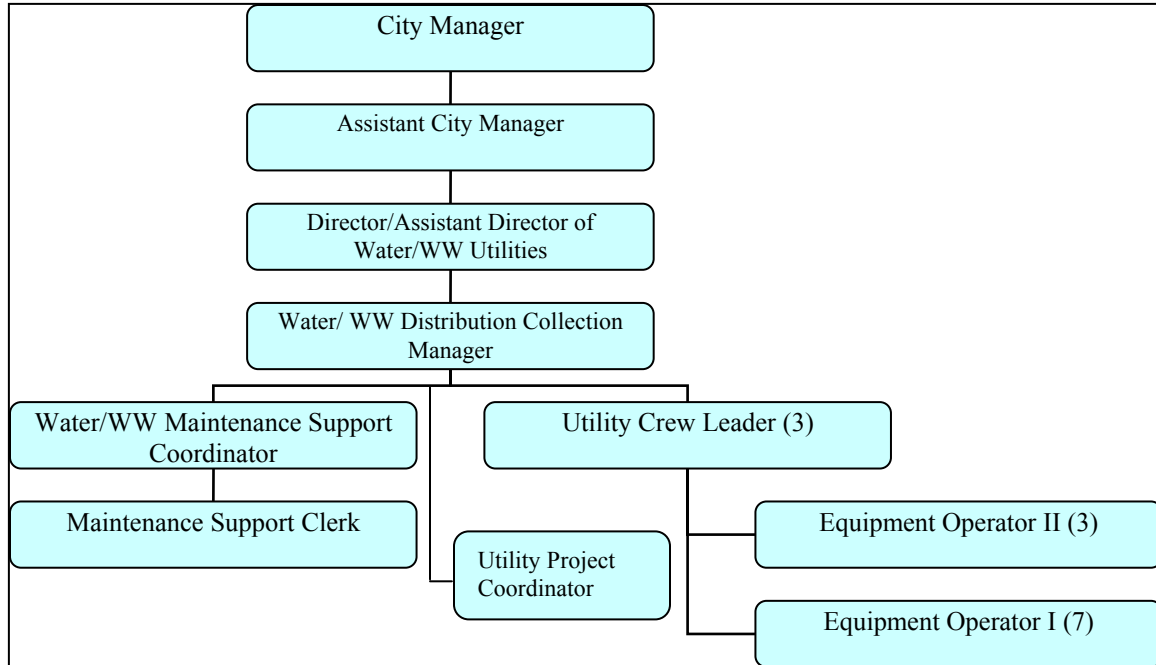 City Manager
Assistant City Manager
Director/Assistant Director of
Water/WW Utilities
Water/ WW Distribution Collection
Manager
Water/WW Maintenance Support
Coordinator
Utility Crew Leader (3)
Maintenance Support Clerk
Equipment Operator II (3)
Utility Project
Coordinator
Equipment Operator I (7)